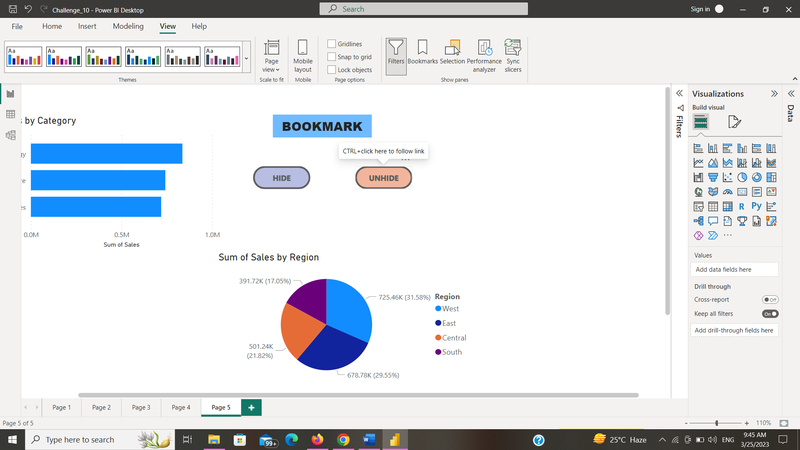 Challenge_10 - Power BI Desktop
Search
Sign in
File Home Insert Modeling View Help
Aa Aa Aa Aa Aa Aa
Page view
Mobile layout
Gridlines
Snap to grid
Lock objects
Filters
Bookmarks
Selection
Performance analyzer
Sync slicers
Themes
Scale to fit
Mobile
Page options
Show panes
s by Category
BOOKMARK
CTRL+click here to follow link
HIDE
UNHIDE
0.0M 0.5M 1.0M
Sum of Sales
Sum of Sales by Region
391.72K (17.05%)
725.46K (31.58%)
501.24K
(21.82%)
678.78K (29.55%)
Region
West
East
Central
South
Filters
Visualizations
Build visual
R Py
Values
Add data fields here
Drill through
Cross-report Off
Keep all filters On
Add drill-through fields here
Data
Page 1 Page 2 Page 3 Page 4 Page 5
Page 5 of 5
110%
Type here to search
99+
25°C Haze
ENG
9:45 AM
3/25/2023